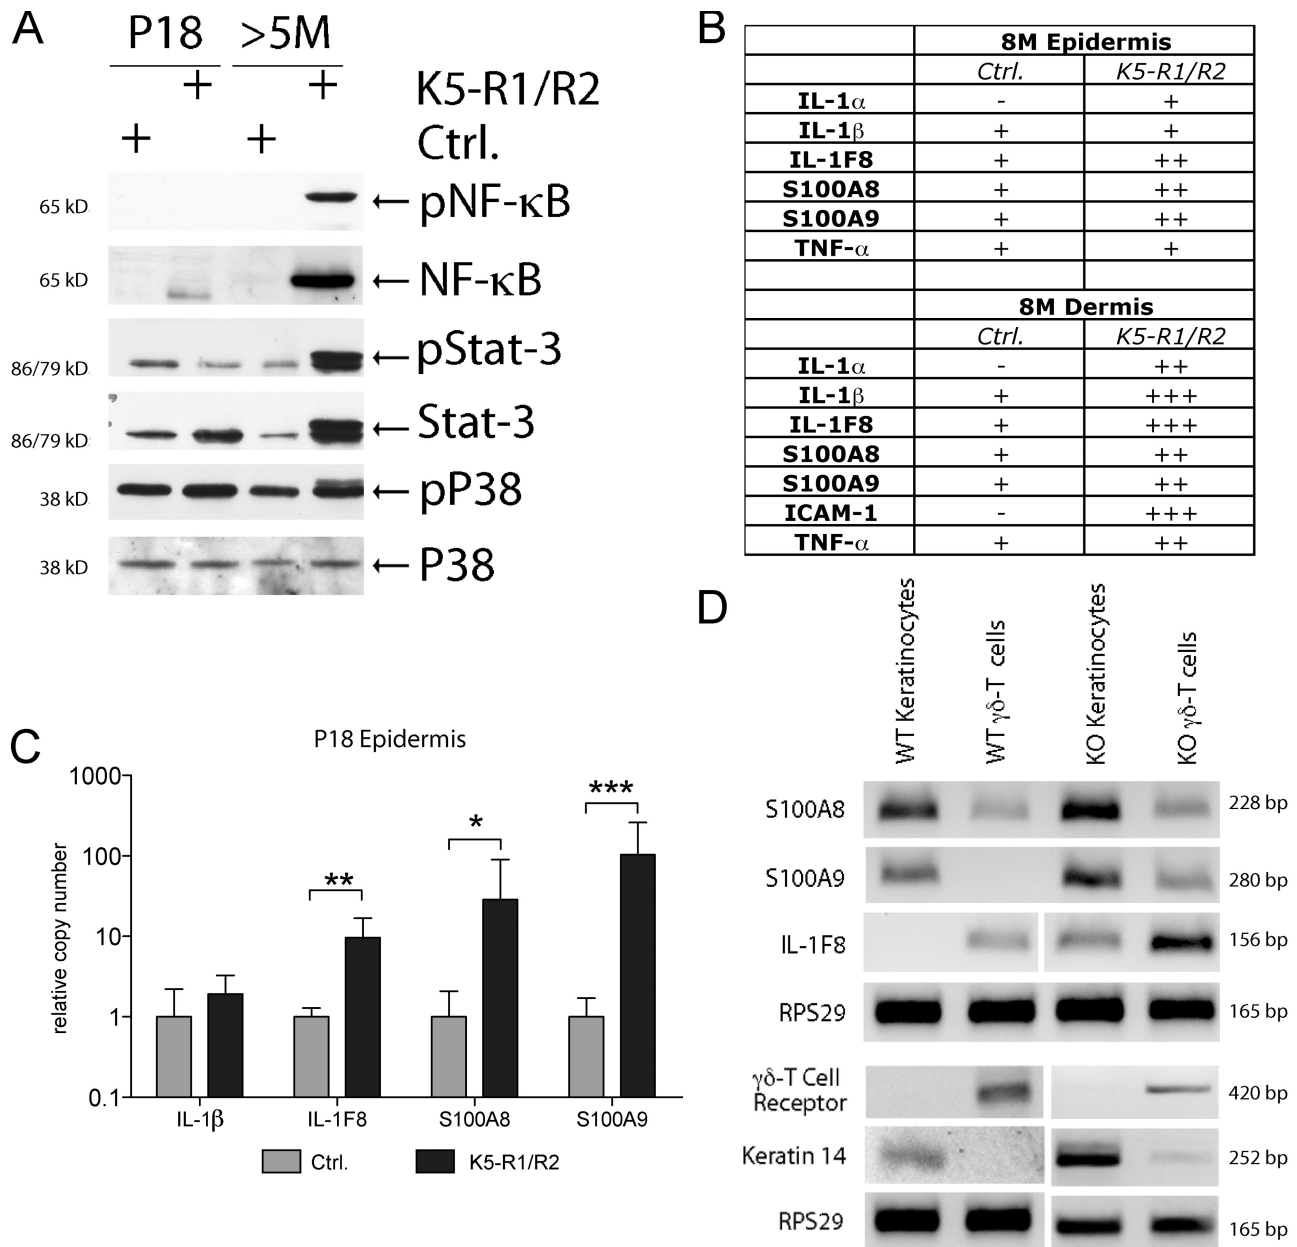 A
P18 >5M
+ + K5-R1/R2
+ + Ctrl.
65 kD pNF-κB
65 kD NF-κB
86/79 kD pStat-3
86/79 kD Stat-3
38 kD pP38
38 kD P38
B
8M Epidermis
Ctrl. K5-R1/R2
IL-1α - +
IL-1β + +
IL-1F8 + ++
S100A8 + ++
S100A9 + ++
TNF-α + +
8M Dermis
Ctrl. K5-R1/R2
IL-1α - ++
IL-1β + +++
IL-1F8 + +++
S100A8 + ++
S100A9 + ++
ICAM-1 - +++
TNF-α + ++
C
P18 Epidermis
relative copy number
1000
100
10
1
0.1
** * ***
IL-1β IL-1F8 S100A8 S100A9
Ctrl. K5-R1/R2
D
WT Keratinocytes
WT γδ-T cells
KO Keratinocytes
KO γδ-T cells
S100A8 228 bp
S100A9 280 bp
IL-1F8 156 bp
RPS29 165 bp
γδ-T Cell
Receptor 420 bp
Keratin 14 252 bp
RPS29 165 bp